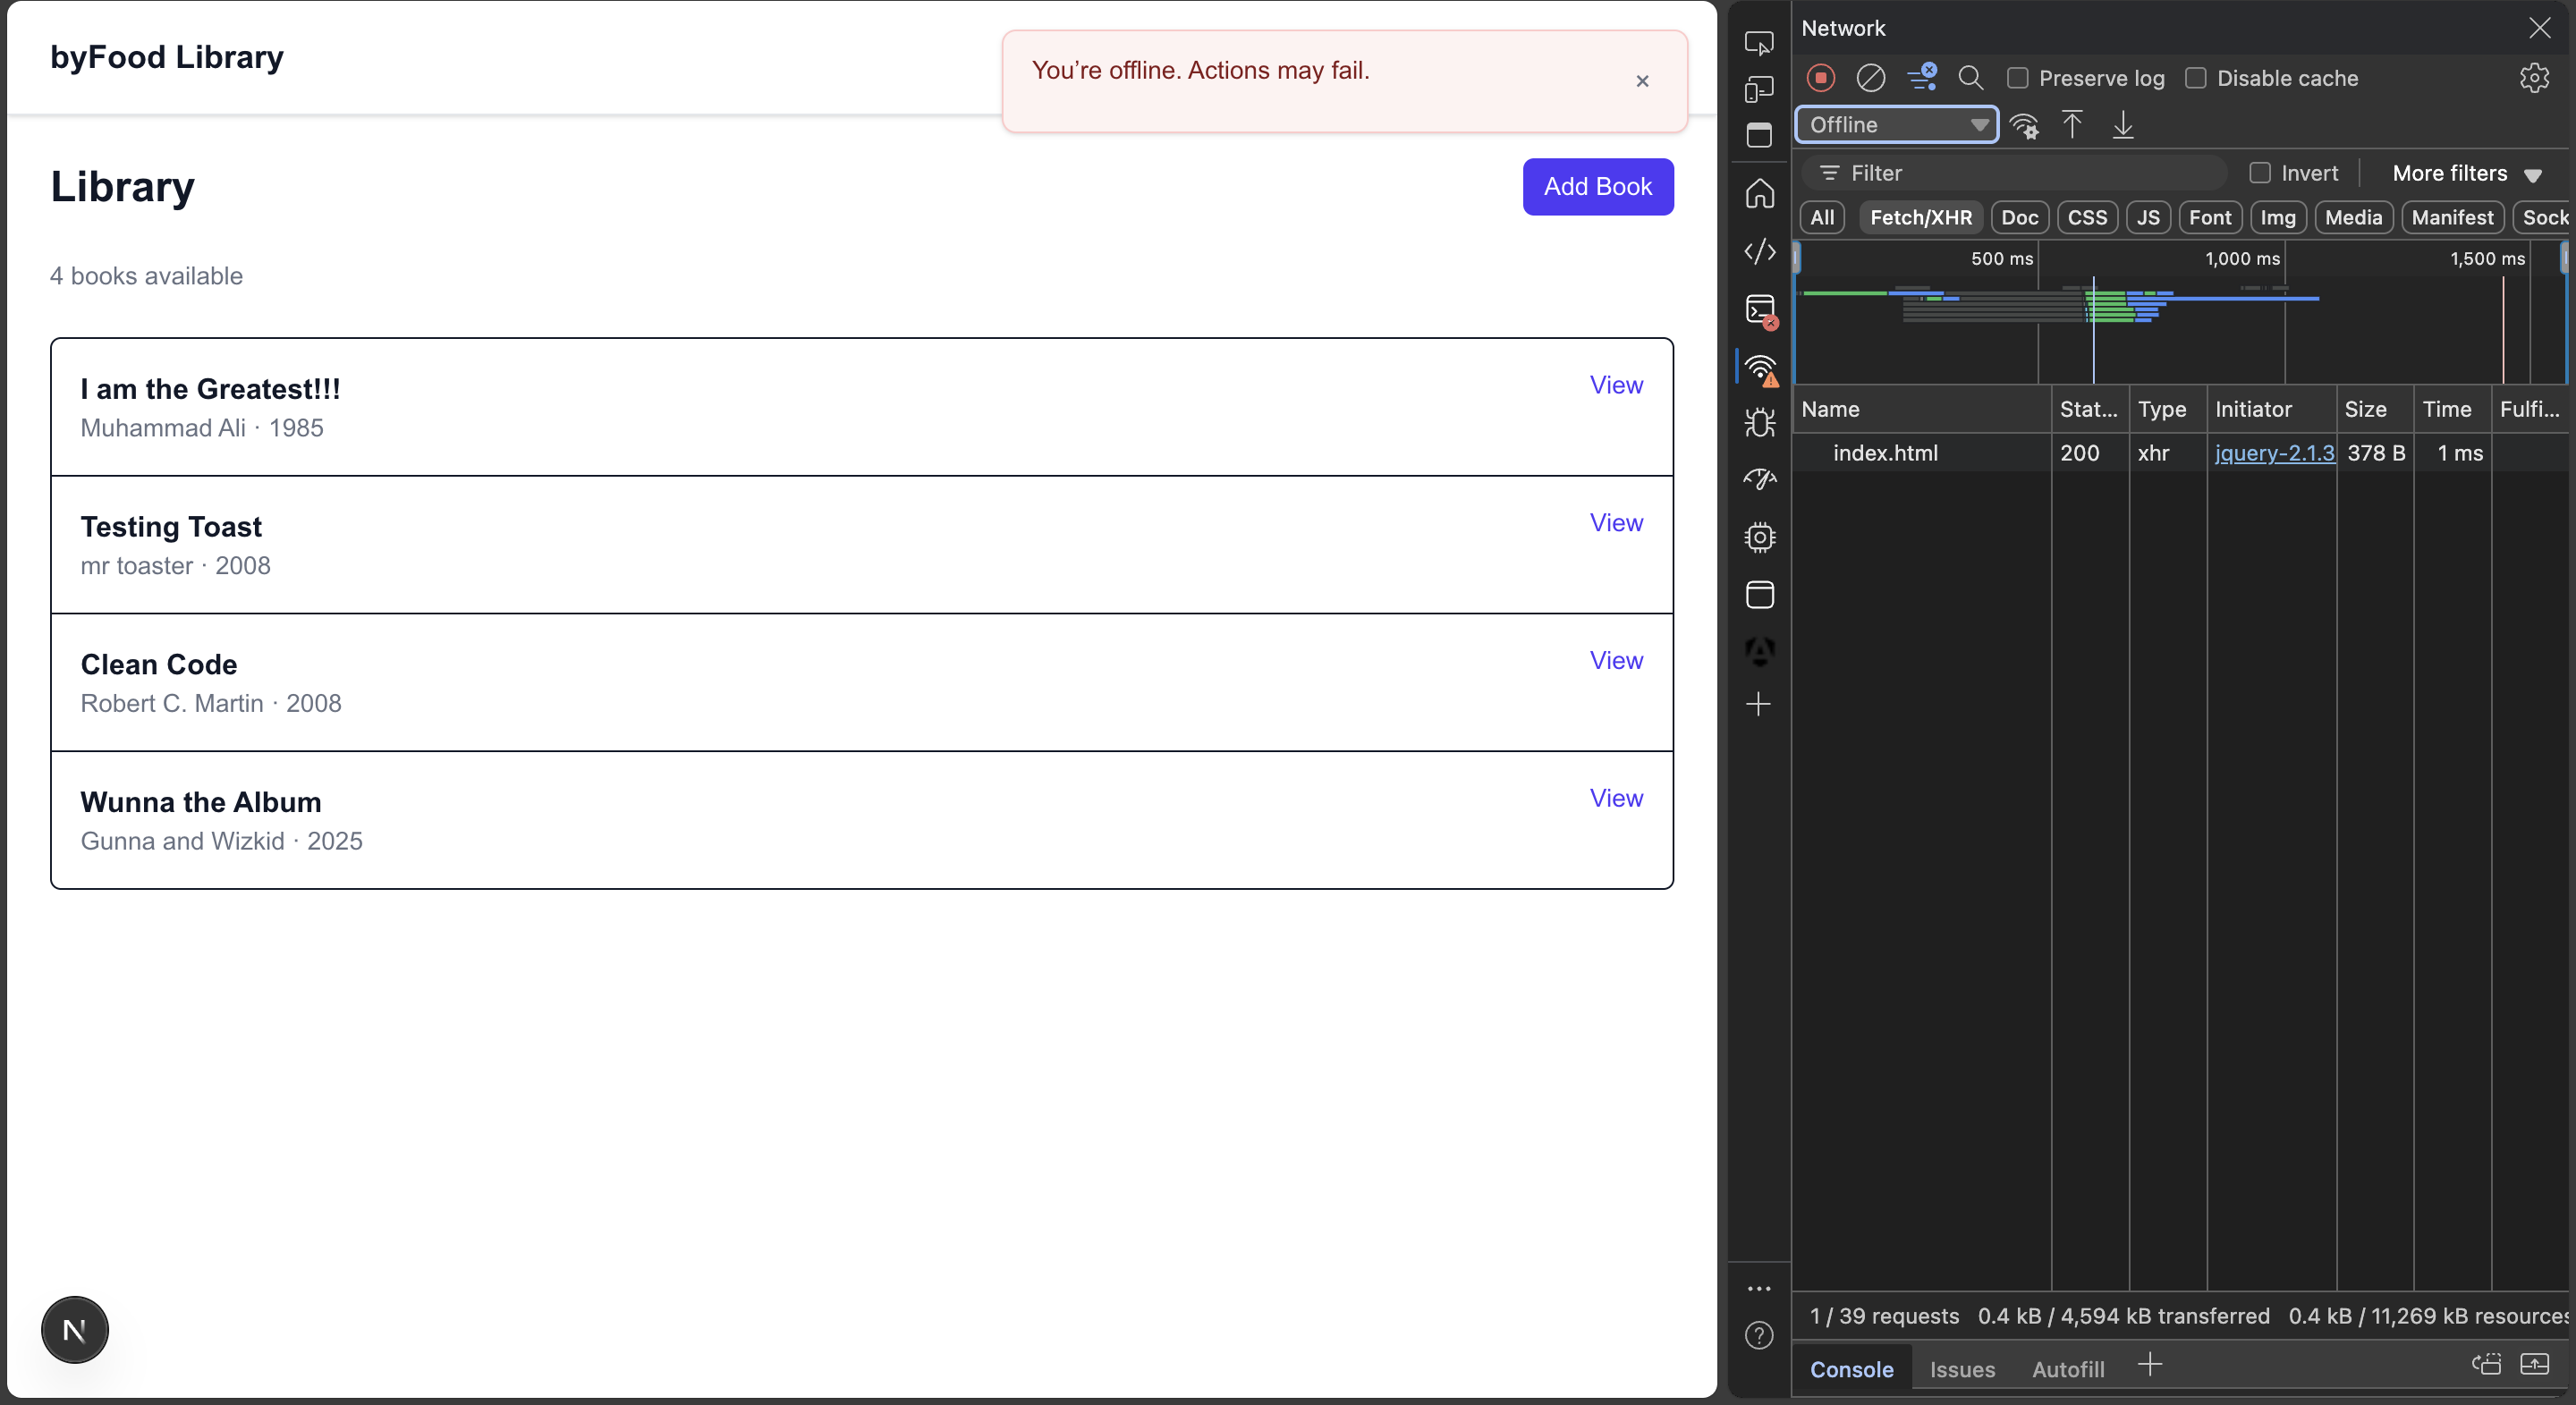 byFood Library
You’re offline. Actions may fail.
×
Library
Add Book
4 books available
I am the Greatest!!!
View
Muhammad Ali · 1985
Testing Toast
View
mr toaster · 2008
Clean Code
View
Robert C. Martin · 2008
Wunna the Album
View
Gunna and Wizkid · 2025
N
Network
Preserve log
Disable cache
Offline
Filter
Invert
More filters
All Fetch/XHR Doc CSS JS Font Img Media Manifest Sock
500 ms 1,000 ms 1,500 ms
Name Stat... Type Initiator Size Time Fulfi...
index.html 200 xhr jquery-2.1.3 378 B 1 ms
1 / 39 requests 0.4 kB / 4,594 kB transferred 0.4 kB / 11,269 kB resources
Console Issues Autofill